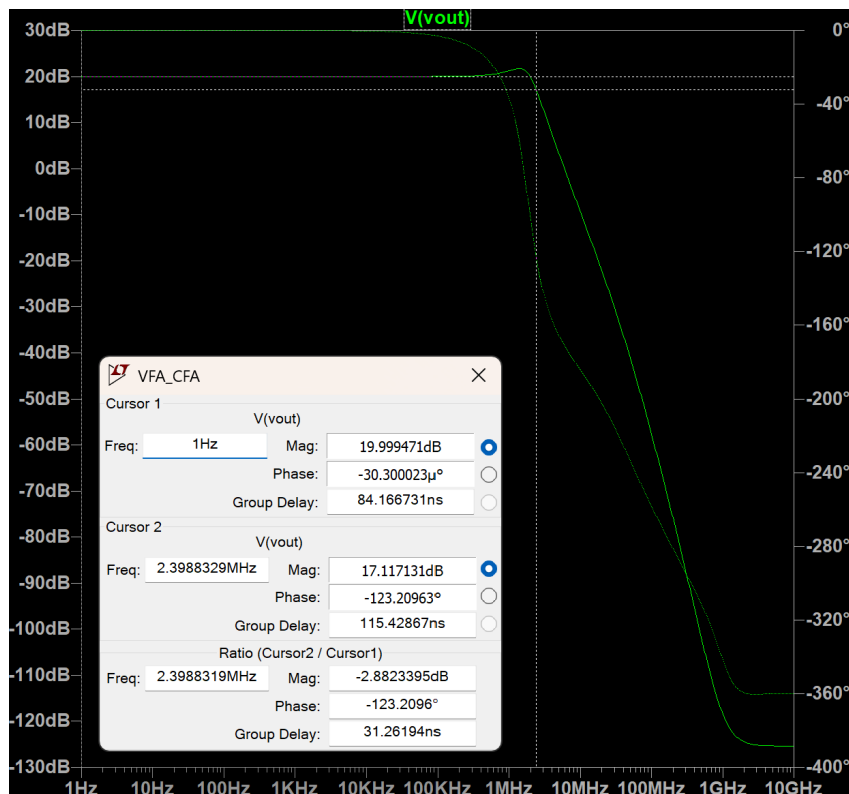 V(vout)
30dB
20dB
10dB
0dB
-10dB
-20dB
-30dB
-40dB
-50dB
-60dB
-70dB
-80dB
-90dB
-100dB
-110dB
-120dB
-130dB
0°
-40°
-80°
-120°
-160°
-200°
-240°
-280°
-320°
-360°
-400°
VFA_CFA
Cursor 1
V(vout)
Freq: 1Hz Mag: 19.999471dB
Phase: -30.300023µº
Group Delay: 84.166731ns
Cursor 2
V(vout)
Freq: 2.3988329MHz Mag: 17.117131dB
Phase: -123.20963º
Group Delay: 115.42867ns
Ratio (Cursor2 / Cursor1)
Freq: 2.3988319MHz Mag: -2.8823395dB
Phase: -123.2096°
Group Delay: 31.26194ns
1Hz 10Hz 100Hz 1KHz 10KHz 100KHz 1MHz 10MHz 100MHz 1GHz 10GHz